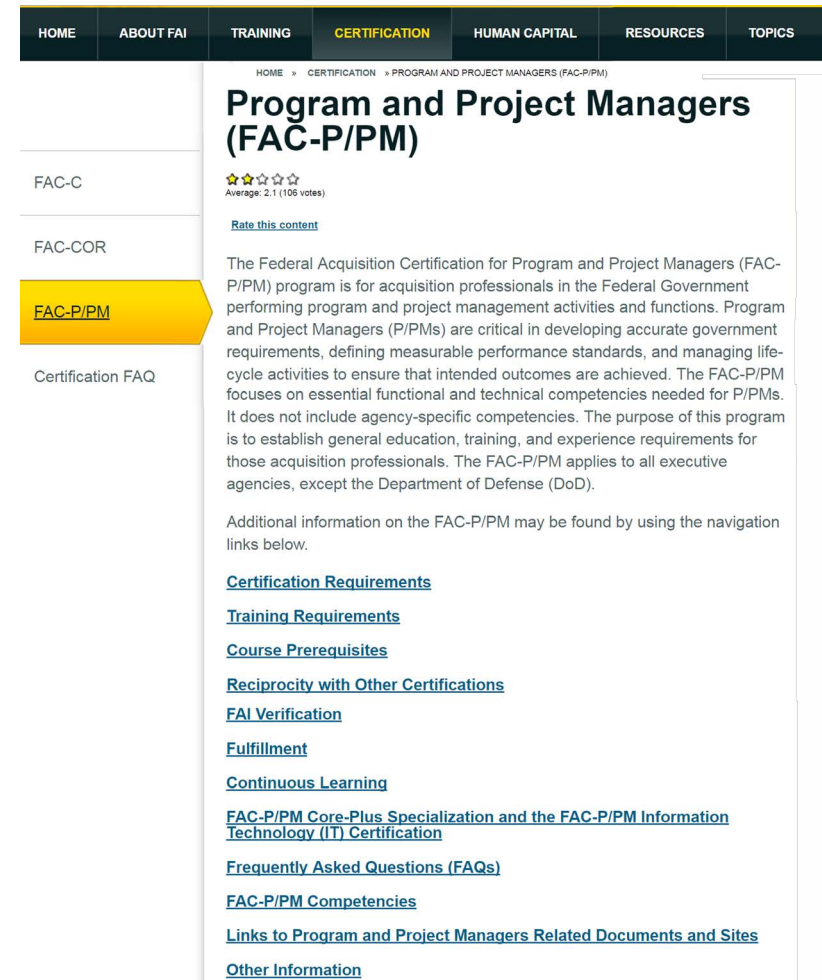 HOME ABOUT FAI TRAINING CERTIFICATION HUMAN CAPITAL RESOURCES TOPICS
HOME » CERTIFICATION » PROGRAM AND PROJECT MANAGERS (FAC-P/PM)
Program and Project Managers
(FAC-P/PM)
Average: 2.1 (106 votes)
Rate this content
FAC-C
FAC-COR
FAC-P/PM
Certification FAQ
The Federal Acquisition Certification for Program and Project Managers (FAC-
P/PM) program is for acquisition professionals in the Federal Government
performing program and project management activities and functions. Program
and Project Managers (P/PMs) are critical in developing accurate government
requirements, defining measurable performance standards, and managing life-
cycle activities to ensure that intended outcomes are achieved. The FAC-P/PM
focuses on essential functional and technical competencies needed for P/PMs.
It does not include agency-specific competencies. The purpose of this program
is to establish general education, training, and experience requirements for
those acquisition professionals. The FAC-P/PM applies to all executive
agencies, except the Department of Defense (DoD).
Additional information on the FAC-P/PM may be found by using the navigation
links below.
Certification Requirements
Training Requirements
Course Prerequisites
Reciprocity with Other Certifications
FAI Verification
Fulfillment
Continuous Learning
FAC-P/PM Core-Plus Specialization and the FAC-P/PM Information
Technology (IT) Certification
Frequently Asked Questions (FAQs)
FAC-P/PM Competencies
Links to Program and Project Managers Related Documents and Sites
Other Information